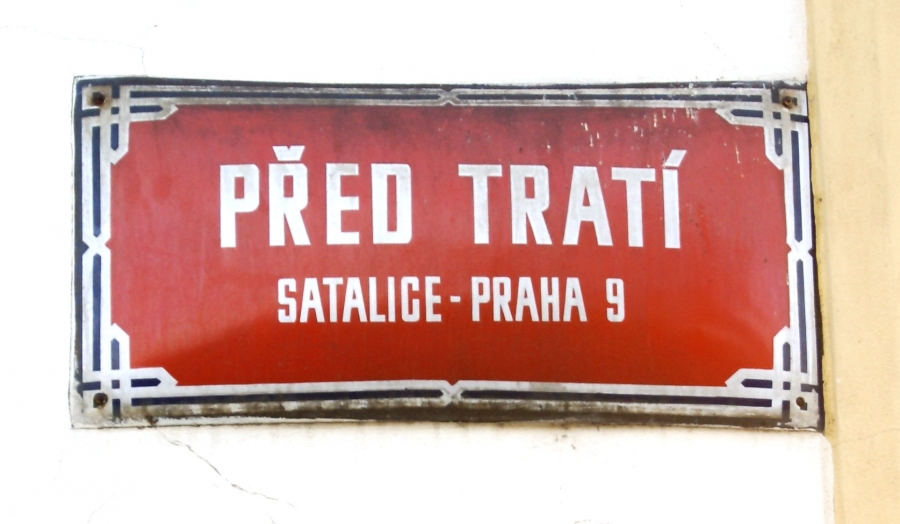 PŘED TRATÍ
SATALICE - PRAHA 9